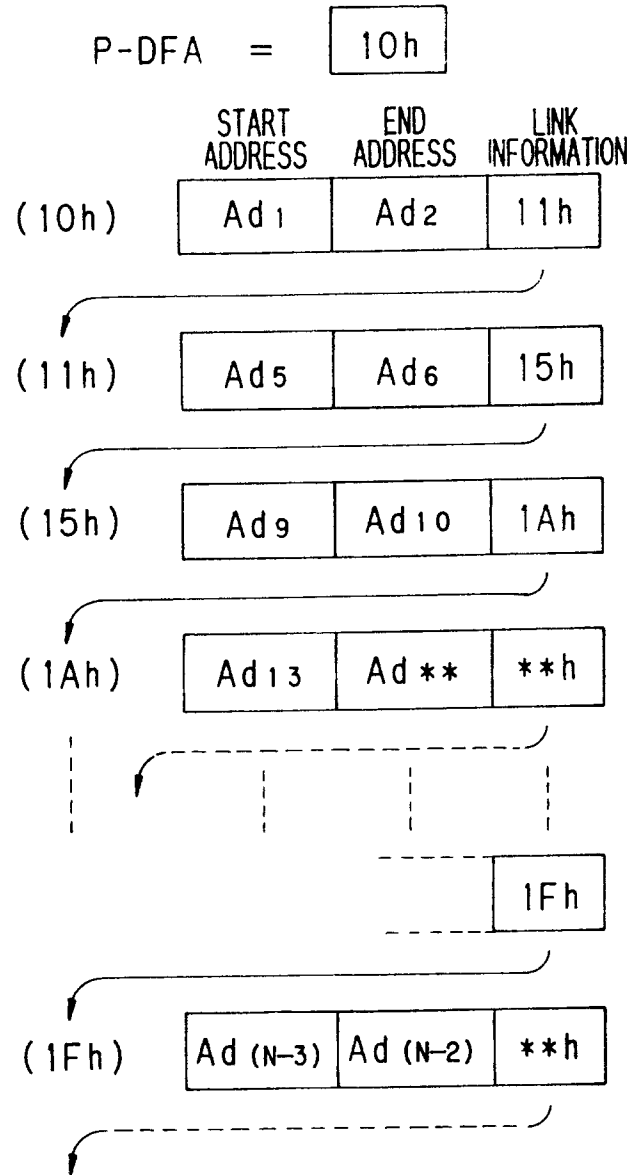 P-DFA = 10h
START ADDRESS END ADDRESS LINK INFORMATION
(10h) Ad1 Ad2 11h
(11h) Ad5 Ad6 15h
(15h) Ad9 Ad10 1Ah
(1Ah) Ad13 Ad** **h
1Fh
(1Fh) Ad(N-3) Ad(N-2) **h